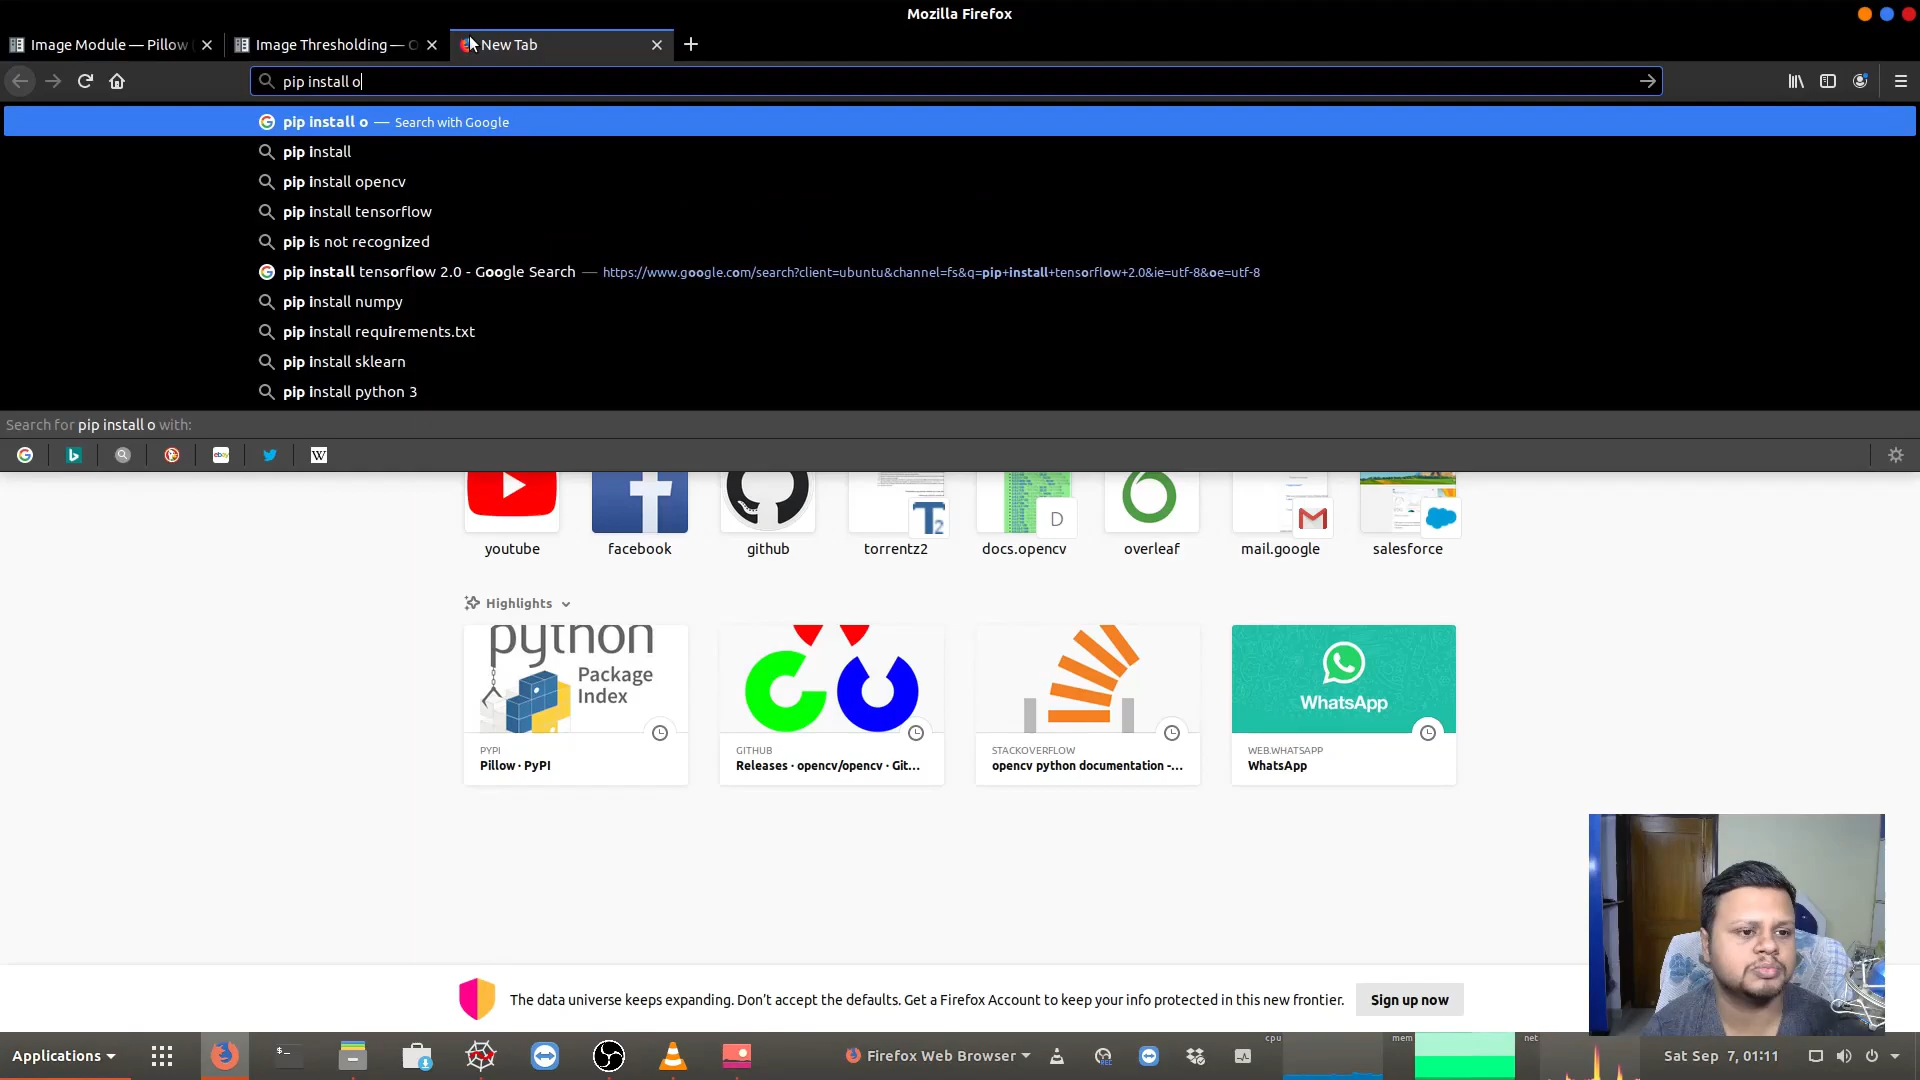 Mozilla Firefox
Image Module — Pillow
Image Thresholding — O
New Tab
pip install o
pip install o — Search with Google
pip install
pip install opencv
pip install tensorflow
pip is not recognized
pip install tensorflow 2.0 - Google Search — https://www.google.com/search?client=ubuntu&channel=fs&q=pip+install+tensorflow+2.0&ie=utf-8&oe=utf-8
pip install numpy
pip install requirements.txt
pip install sklearn
pip install python 3
Search for pip install o with:
b
ebay
W
T2
D
youtube
facebook
github
torrentz2
docs.opencv
overleaf
mail.google
salesforce
Highlights
python
Package
Index
WhatsApp
PYPI
Pillow · PyPI
GITHUB
Releases · opencv/opencv · Git...
STACKOVERFLOW
opencv python documentation -...
WEB.WHATSAPP
WhatsApp
The data universe keeps expanding. Don’t accept the defaults. Get a Firefox Account to keep your info protected in this new frontier.
Sign up now
Applications
Firefox Web Browser
cpu
mem
net
Sat Sep 7, 01:11